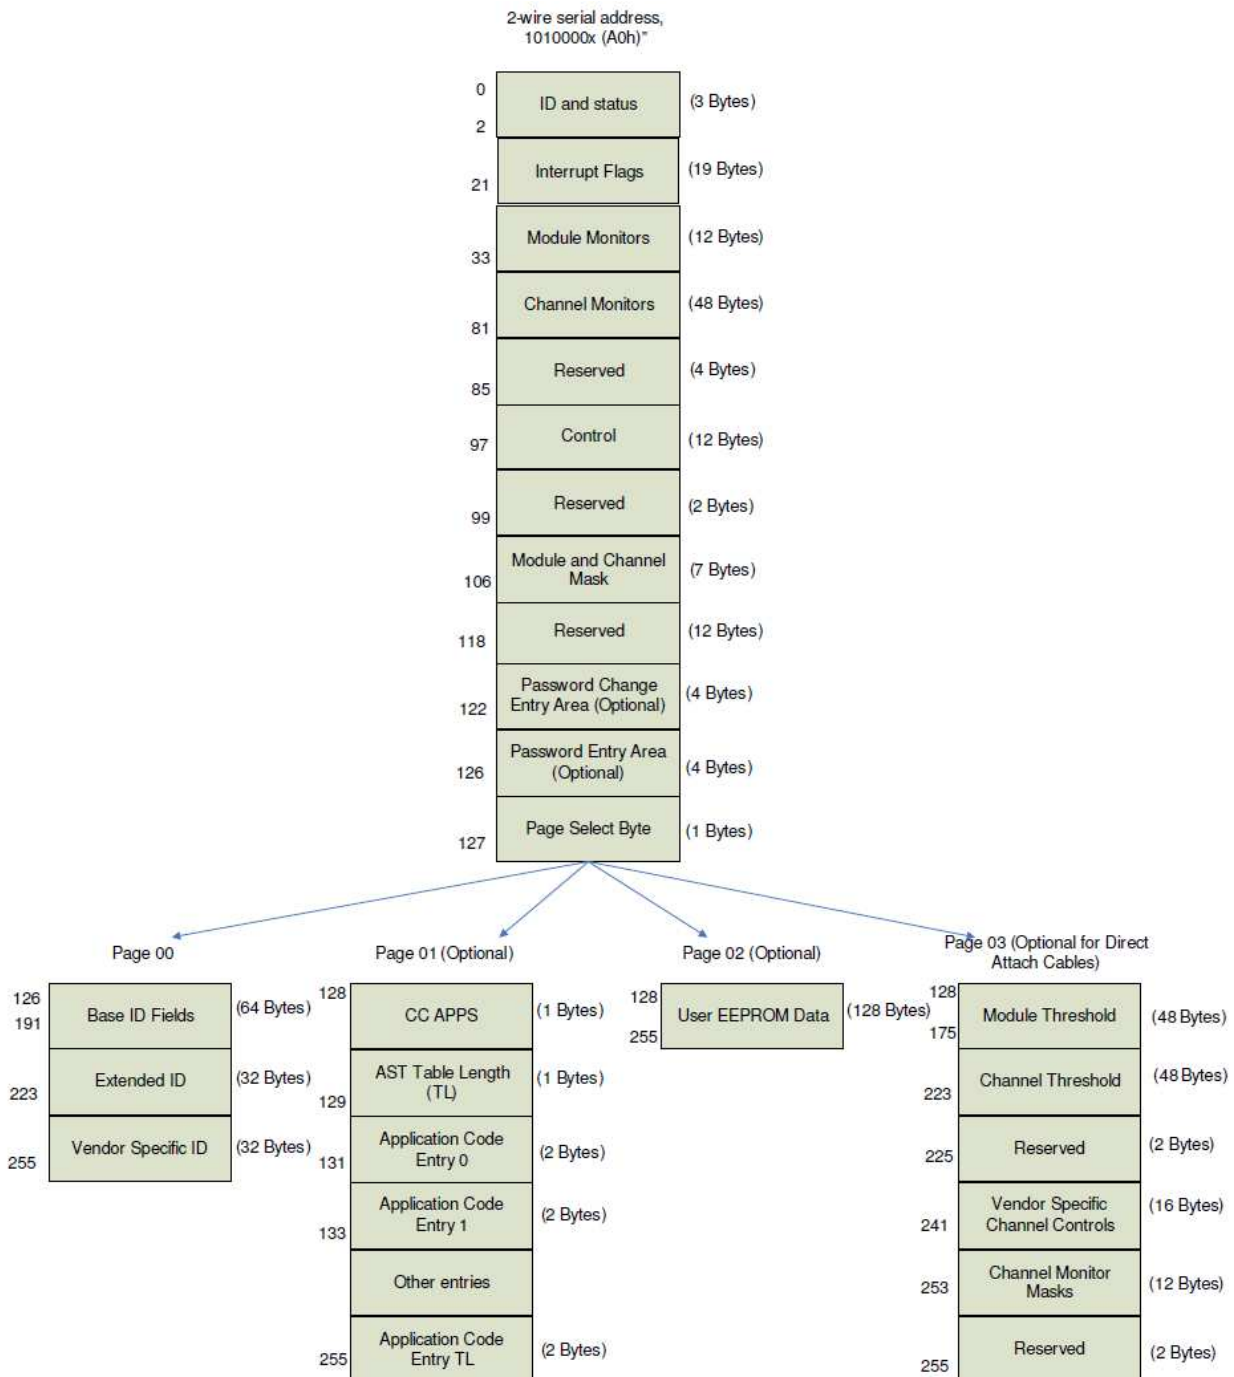 2-wire serial address,
1010000x (A0h)"
0
ID and status
(3 Bytes)
2
Interrupt Flags
(19 Bytes)
21
Module Monitors
(12 Bytes)
33
Channel Monitors
(48 Bytes)
81
Reserved
(4 Bytes)
85
Control
(12 Bytes)
97
Reserved
(2 Bytes)
99
Module and Channel
Mask
(7 Bytes)
106
Reserved
(12 Bytes)
118
Password Change
Entry Area (Optional)
(4 Bytes)
122
Password Entry Area
(Optional)
(4 Bytes)
126
Page Select Byte
(1 Bytes)
127
Page 00
126
191
Base ID Fields
(64 Bytes)
Extended ID
(32 Bytes)
223
Vendor Specific ID
(32 Bytes)
255
Page 01 (Optional)
128
CC APPS
(1 Bytes)
AST Table Length
(TL)
(1 Bytes)
129
Application Code
Entry 0
(2 Bytes)
131
Application Code
Entry 1
(2 Bytes)
133
Other entries
Application Code
Entry TL
(2 Bytes)
255
Page 02 (Optional)
128
User EEPROM Data
(128 Bytes)
255
Page 03 (Optional for Direct
Attach Cables)
128
Module Threshold
(48 Bytes)
175
Channel Threshold
(48 Bytes)
223
Reserved
(2 Bytes)
225
Vendor Specific
Channel Controls
(16 Bytes)
241
Channel Monitor
Masks
(12 Bytes)
253
Reserved
(2 Bytes)
255